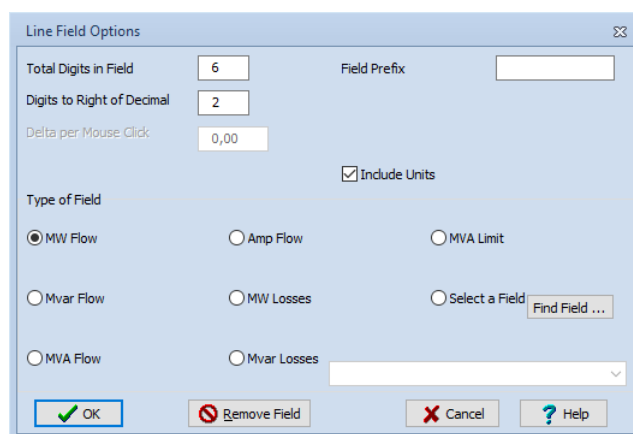 Line Field Options
Total Digits in Field 6 Field Prefix
Digits to Right of Decimal 2
Delta per Mouse Click 0,00
Include Units
Type of Field
MW Flow Amp Flow MVA Limit
Mvar Flow MW Losses Select a Field Find Field ...
MVA Flow Mvar Losses
OK Remove Field Cancel Help